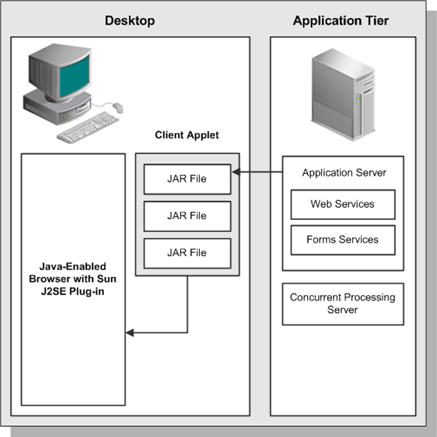 Desktop
Application Tier
Client Applet
JAR File
JAR File
JAR File
Java-Enabled
Browser with Sun
J2SE Plug-in
Application Server
Web Services
Forms Services
Concurrent Processing
Server